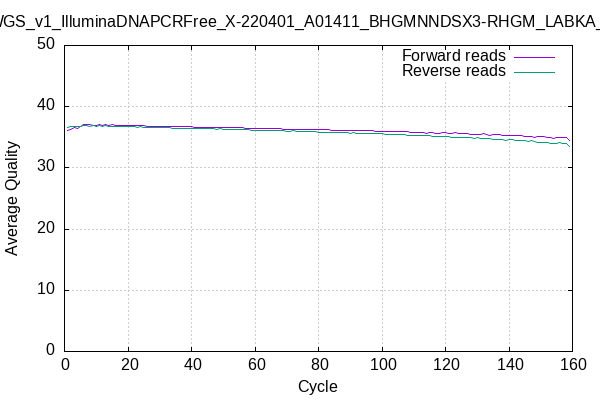 WGS_v1_IlluminaDNAPCRFree_X-220401_A01411_BHGMNNDSX3-RHGM_LABKA_
Forward reads
Reverse reads
50
40
30
20
10
0
0 20 40 60 80 100 120 140 160
Average Quality
Cycle